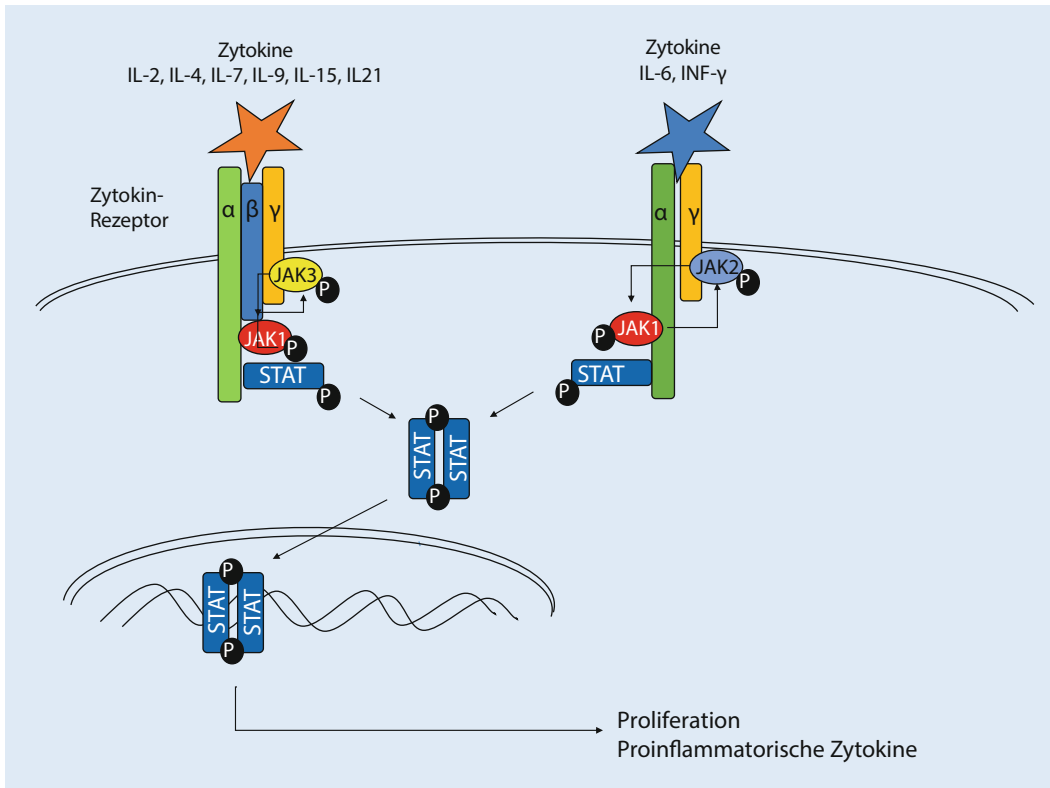 Zytokine
IL-2, IL-4, IL-7, IL-9, IL-15, IL21
Zytokine
IL-6, INF-γ
Zytokin-
Rezeptor
α
β
γ
JAK3
P
JAK1
P
STAT
P
α
γ
JAK2
P
JAK1
P
STAT
P
P
STAT
STAT
P
P
STAT
STAT
P
Proliferation
Proinflammatorische Zytokine